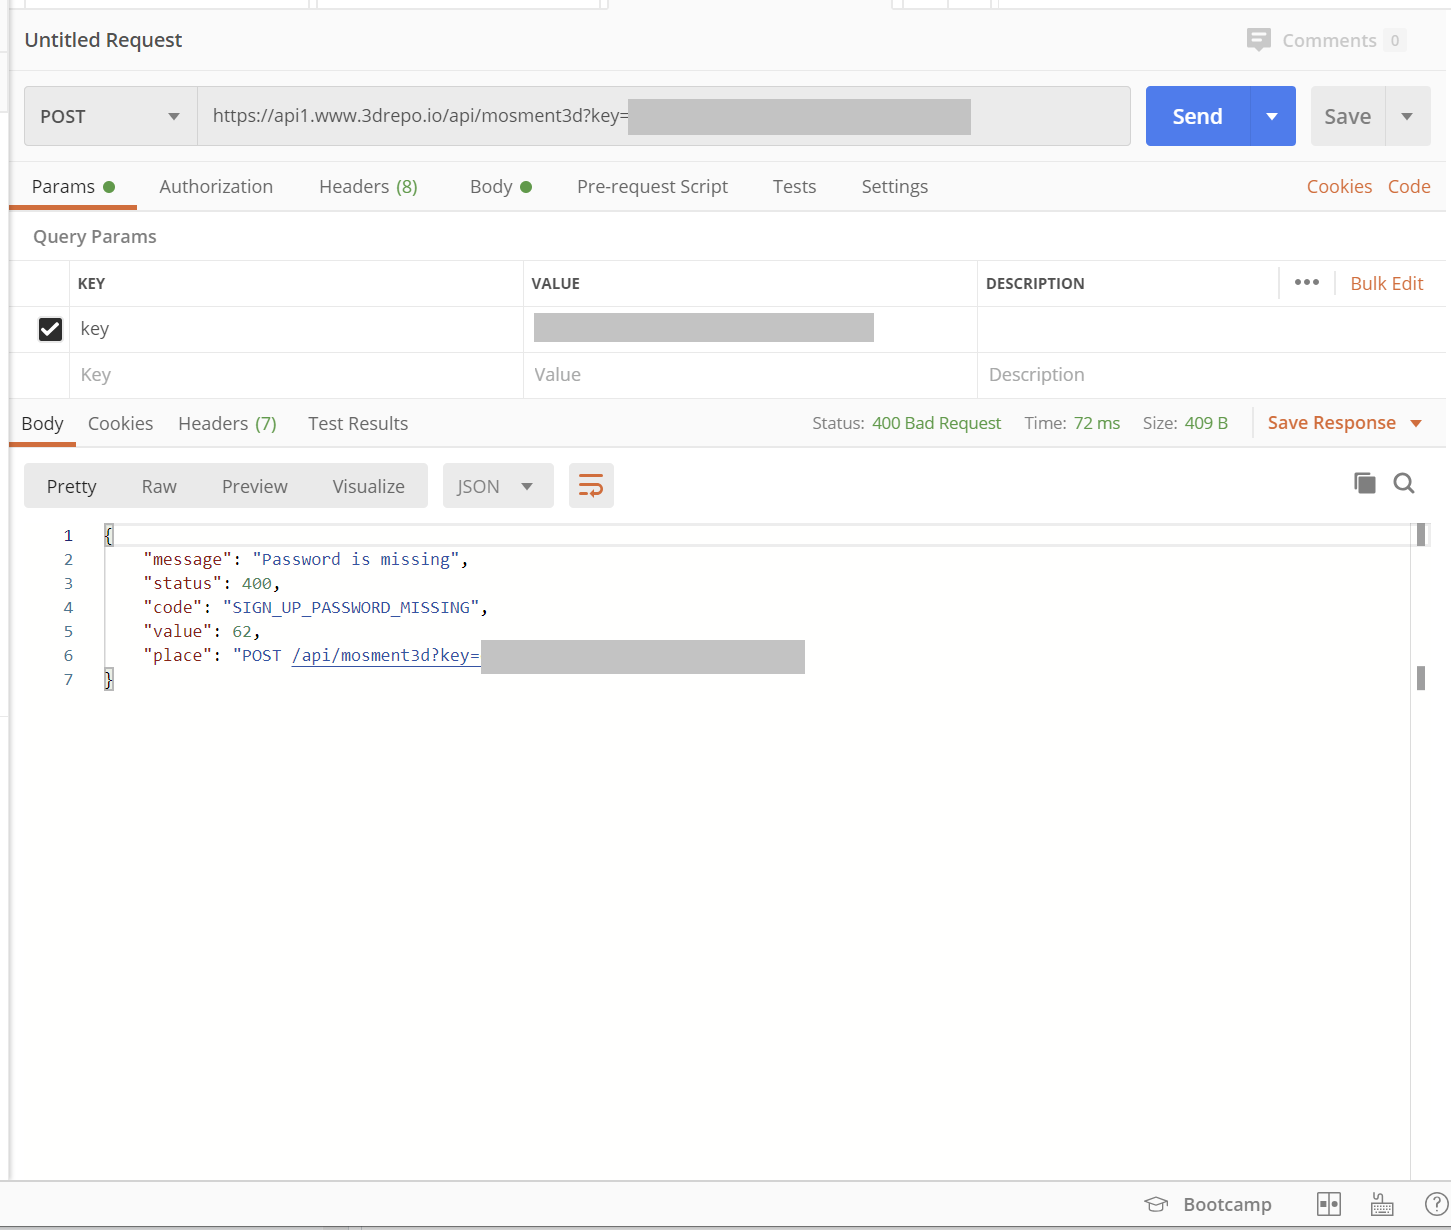 Untitled Request
Comments 0
POST
https://api1.www.3drepo.io/api/mosment3d?key=
Send
Save
Params
Authorization
Headers (8)
Body
Pre-request Script
Tests
Settings
Cookies
Code
Query Params
KEY
VALUE
DESCRIPTION
Bulk Edit
key
Key
Value
Description
Body
Cookies
Headers (7)
Test Results
Status: 400 Bad Request
Time: 72 ms
Size: 409 B
Save Response
Pretty
Raw
Preview
Visualize
JSON
1 {
2 "message": "Password is missing",
3 "status": 400,
4 "code": "SIGN_UP_PASSWORD_MISSING",
5 "value": 62,
6 "place": "POST /api/mosment3d?key=
7 }
Bootcamp